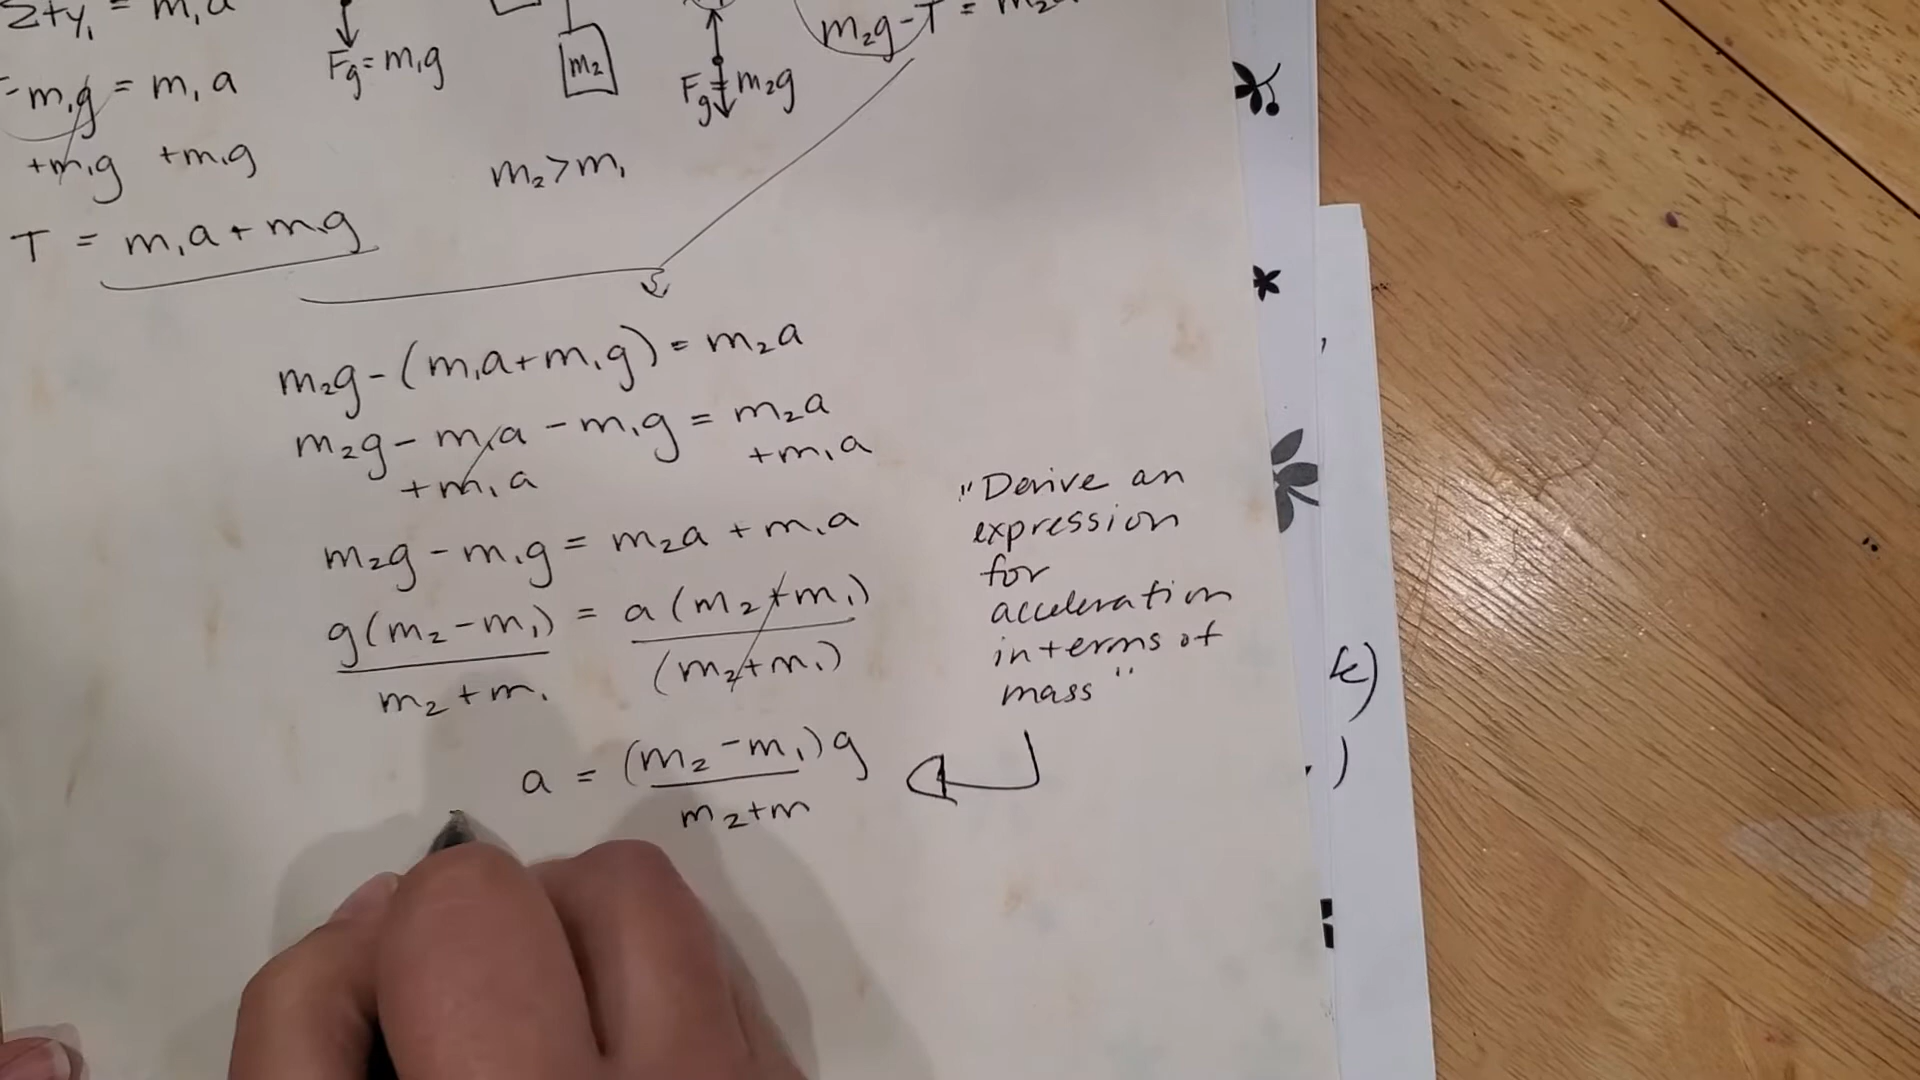 Σ+y₁ = m₁a
-m₁g = m₁a
+m₁g +m₁g
T = m₁a + m₁g
Fg = m₁g
m₂
Fg = m₂g
m₂ > m₁
m₂g - T = m₂a
m₂g - (m₁a + m₁g) = m₂a
m₂g - m₁a - m₁g = m₂a
+m₁a +m₁a
m₂g - m₁g = m₂a + m₁a
g(m₂ - m₁) = a(m₂ + m₁)
m₂ + m₁ (m₂ + m₁)
a = (m₂ - m₁)g
m₂ + m
"Derive an
expression
for
acceleration
in terms of
mass"